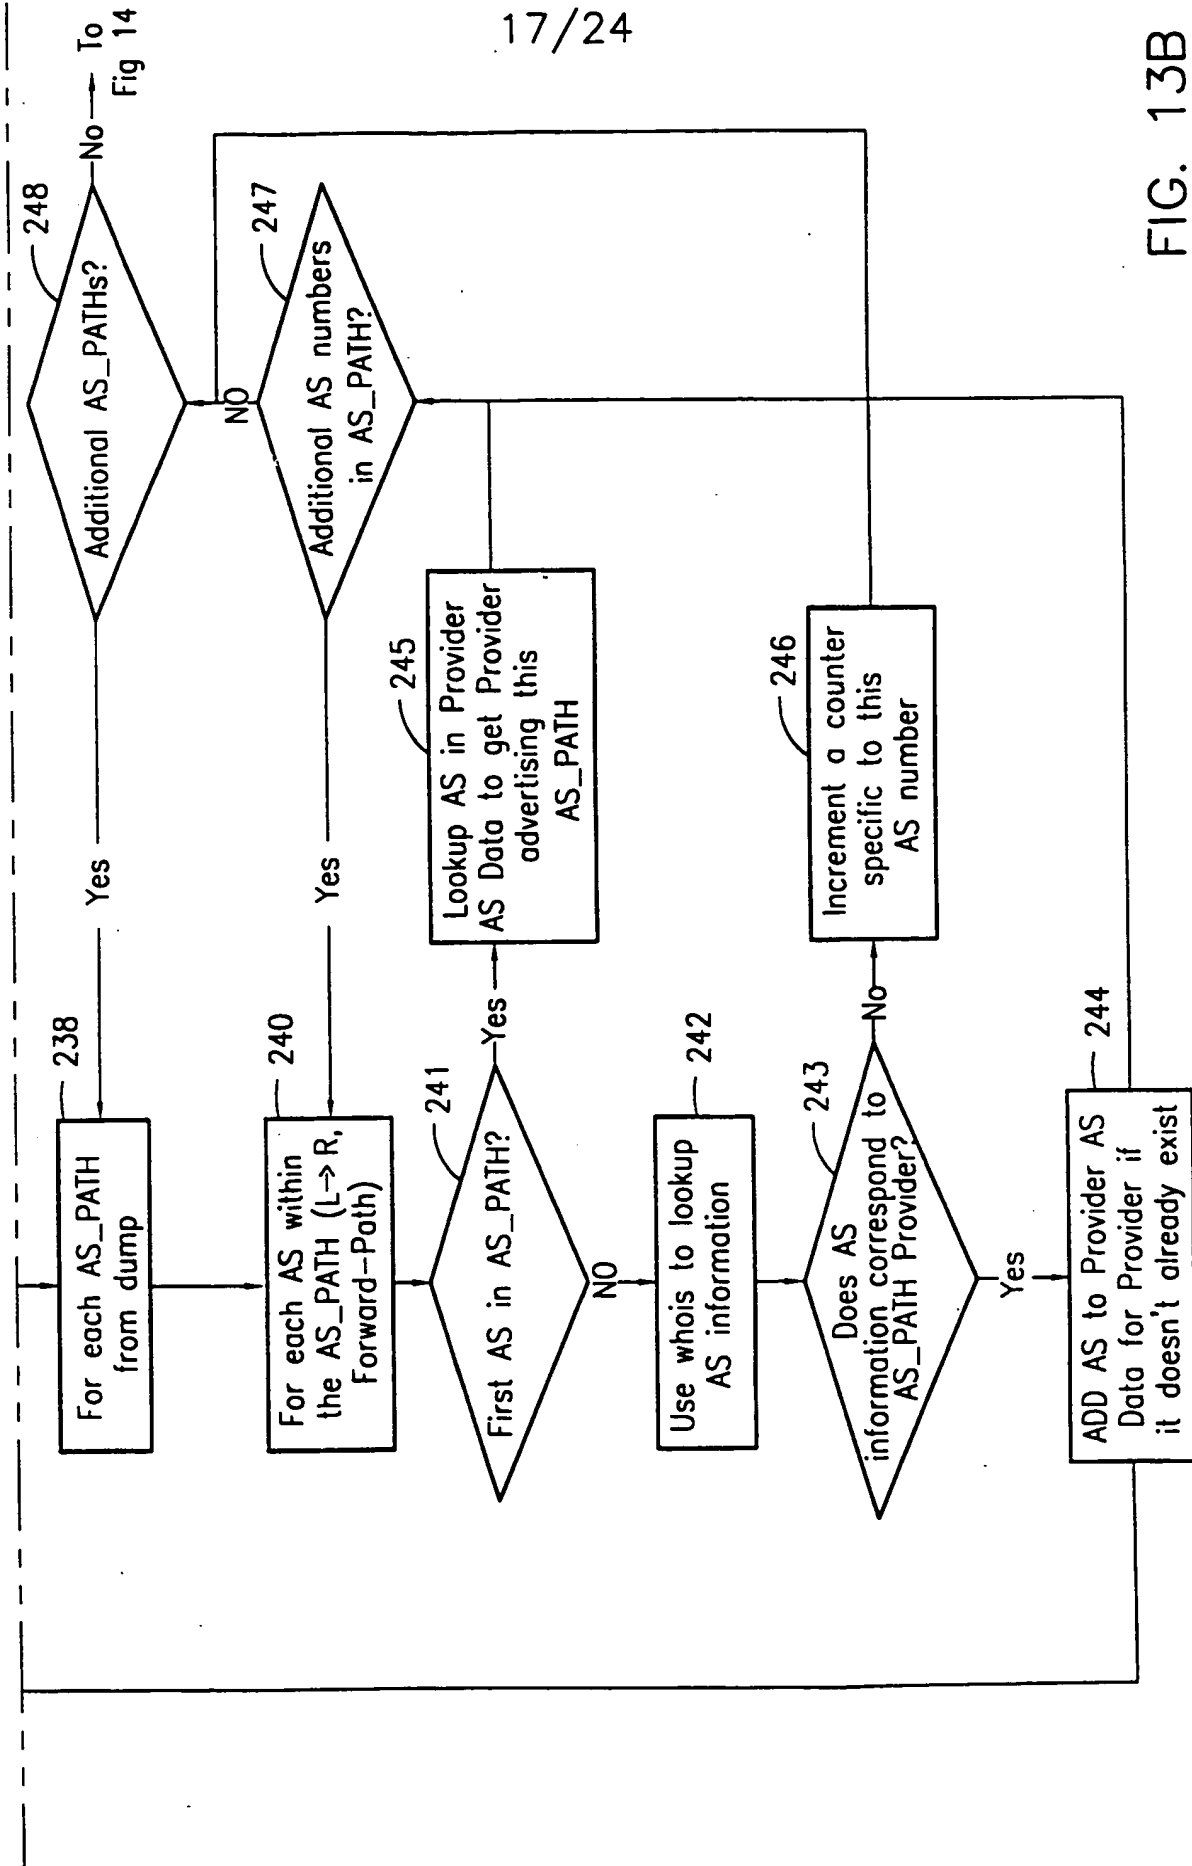 17/24
238
For each AS_PATH
from dump
Yes
248
Additional AS_PATHs?
No
To
Fig 14
240
For each AS within
the AS_PATH (L->R,
Forward-Path)
Yes
247
Additional AS numbers
in AS_PATH?
NO
241
First AS in AS_PATH?
Yes
NO
245
Lookup AS in Provider
AS Data to get Provider
advertising this
AS_PATH
242
Use whois to lookup
AS information
243
Does AS
information correspond to
AS_PATH Provider?
No
Yes
246
Increment a counter
specific to this
AS number
244
ADD AS to Provider AS
Data for Provider if
it doesn't already exist
FIG. 13B